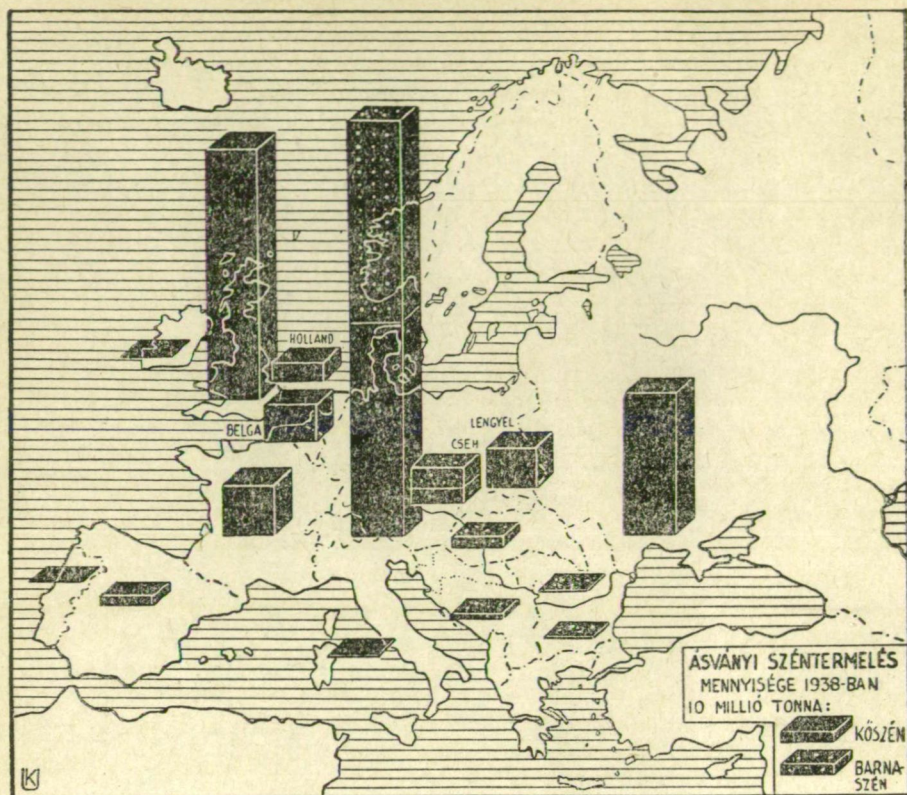 HOLLAND
BELGA
LENGYEL
CSEH
ÁSVÁNYI SZÉNTERMELÉS
MENNYISÉGE 1938-BAN
10 MILLIÓ TONNA:
KŐSZÉN
BARNA-
SZÉN
K